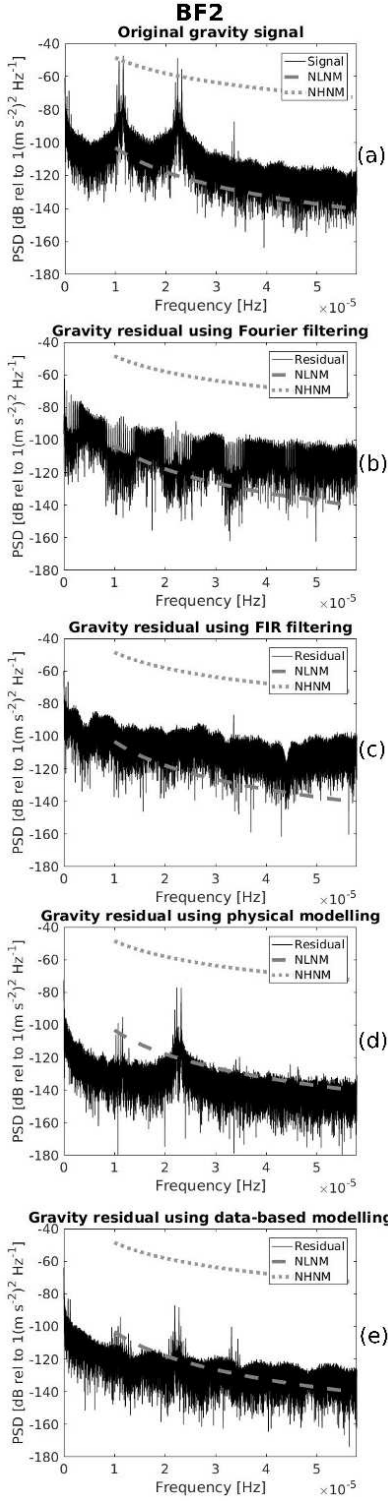 BF2
Original gravity signal
-40
-60
-80
-100
-120
-140
-160
-180
PSD [dB rel to 1(m s⁻²)² Hz⁻¹]
Signal
NLNM
NHNM
(a)
0 1 2 3 4 5
Frequency [Hz]
×10⁻⁵
Gravity residual using Fourier filtering
-40
-60
-80
-100
-120
-140
-160
-180
PSD [dB rel to 1(m s⁻²)² Hz⁻¹]
Residual
NLNM
NHNM
(b)
0 1 2 3 4 5
Frequency [Hz]
×10⁻⁵
Gravity residual using FIR filtering
-40
-60
-80
-100
-120
-140
-160
-180
PSD [dB rel to 1(m s⁻²)² Hz⁻¹]
Residual
NLNM
NHNM
(c)
0 1 2 3 4 5
Frequency [Hz]
×10⁻⁵
Gravity residual using physical modelling
-40
-60
-80
-100
-120
-140
-160
-180
PSD [dB rel to 1(m s⁻²)² Hz⁻¹]
Residual
NLNM
NHNM
(d)
0 1 2 3 4 5
Frequency [Hz]
×10⁻⁵
Gravity residual using data-based modelling
-40
-60
-80
-100
-120
-140
-160
-180
PSD [dB rel to 1(m s⁻²)² Hz⁻¹]
Residual
NLNM
NHNM
(e)
0 1 2 3 4 5
Frequency [Hz]
×10⁻⁵